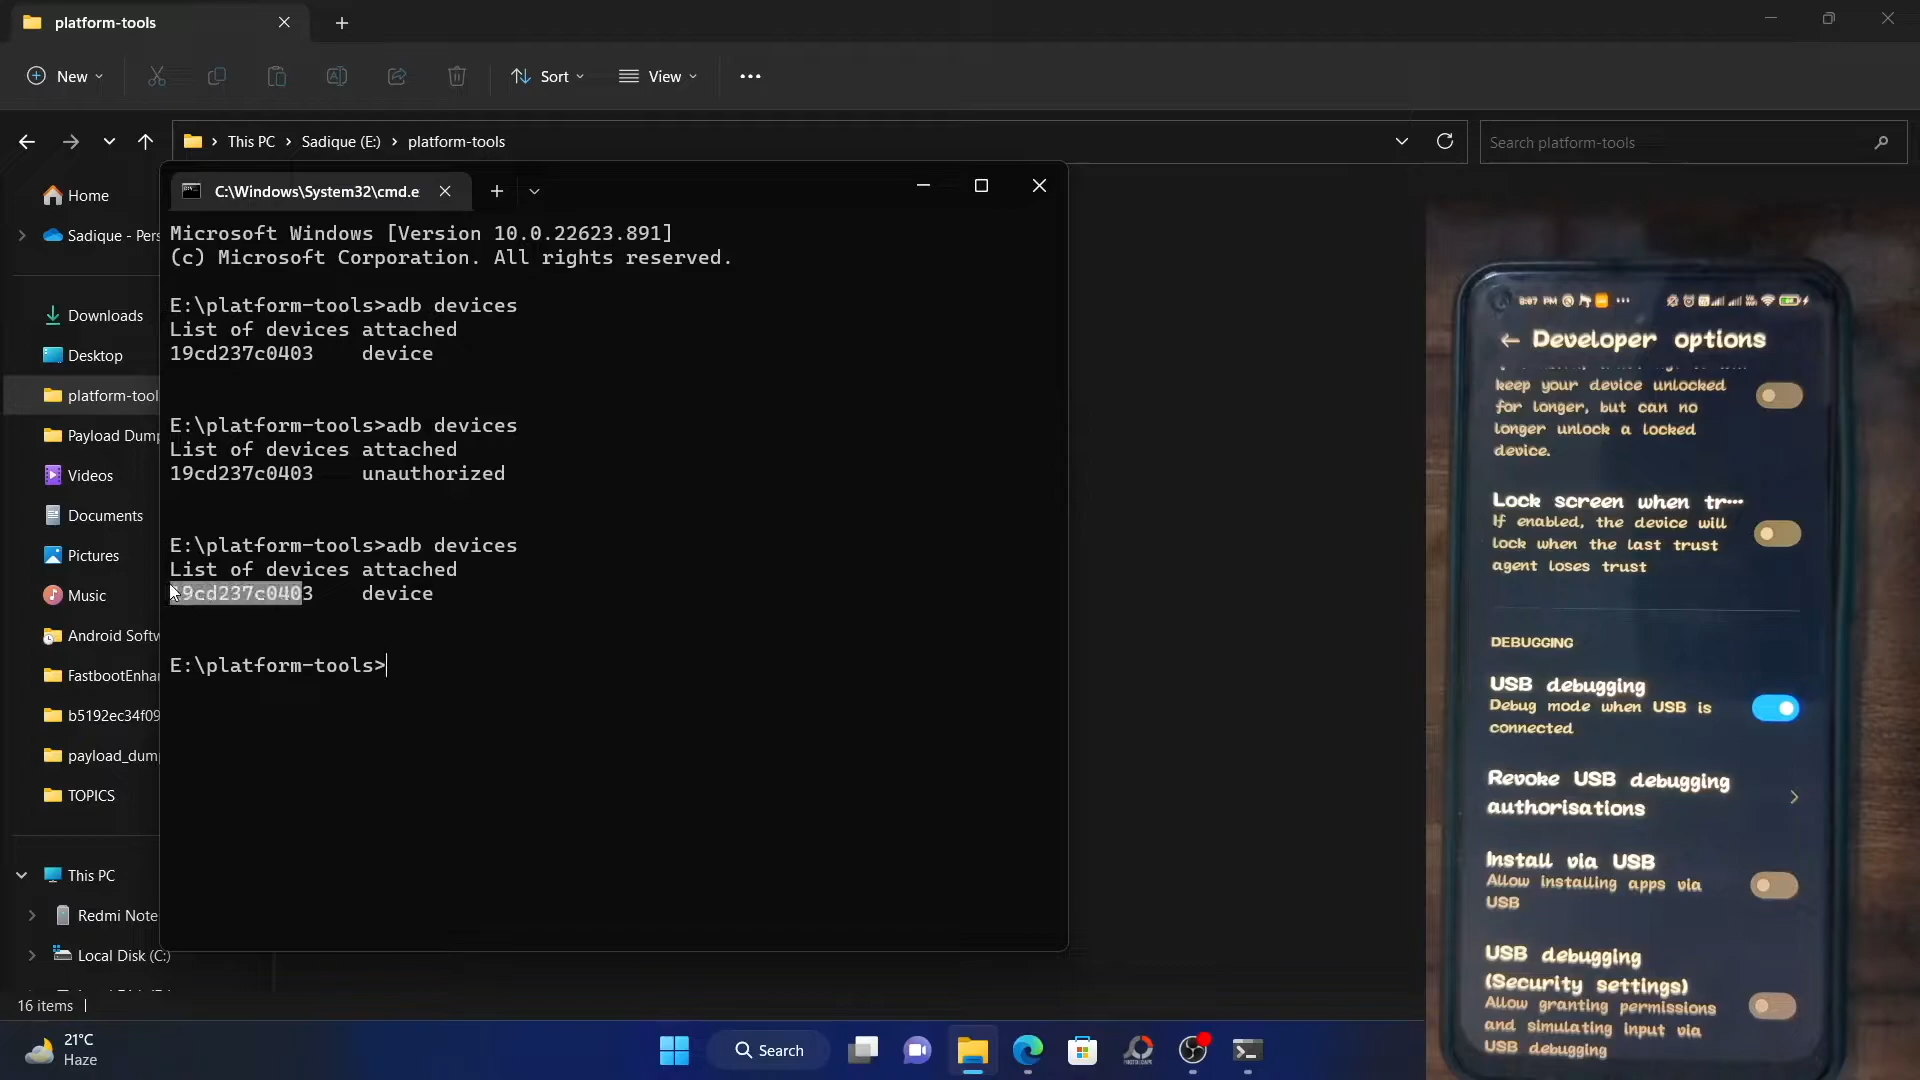 platform-tools
New
Sort
View
This PC
Sadique (E:)
platform-tools
Search platform-tools
Home
Sadique - Pers
Downloads
Desktop
platform-tool
Payload Dump
Videos
Documents
Pictures
Music
Android Softw
FastbootEnha
b5192ec34f09
payload_dum
TOPICS
This PC
Redmi Note
Local Disk (C:)
16 items
C:\Windows\System32\cmd.e
Microsoft Windows [Version 10.0.22623.891]
(c) Microsoft Corporation. All rights reserved.
E:\platform-tools>adb devices
List of devices attached
19cd237c0403    device
E:\platform-tools>adb devices
List of devices attached
19cd237c0403    unauthorized
E:\platform-tools>adb devices
List of devices attached
19cd237c0403    device
E:\platform-tools>
8:07 PM
Developer options
keep your device unlocked
for longer, but can no
longer unlock a locked
device.
Lock screen when tr...
If enabled, the device will
lock when the last trust
agent loses trust
DEBUGGING
USB debugging
Debug mode when USB is
connected
Revoke USB debugging
authorisations
Install via USB
Allow installing apps via
USB
USB debugging
(Security settings)
Allow granting permissions
and simulating input via
USB debugging
21°C
Haze
Search